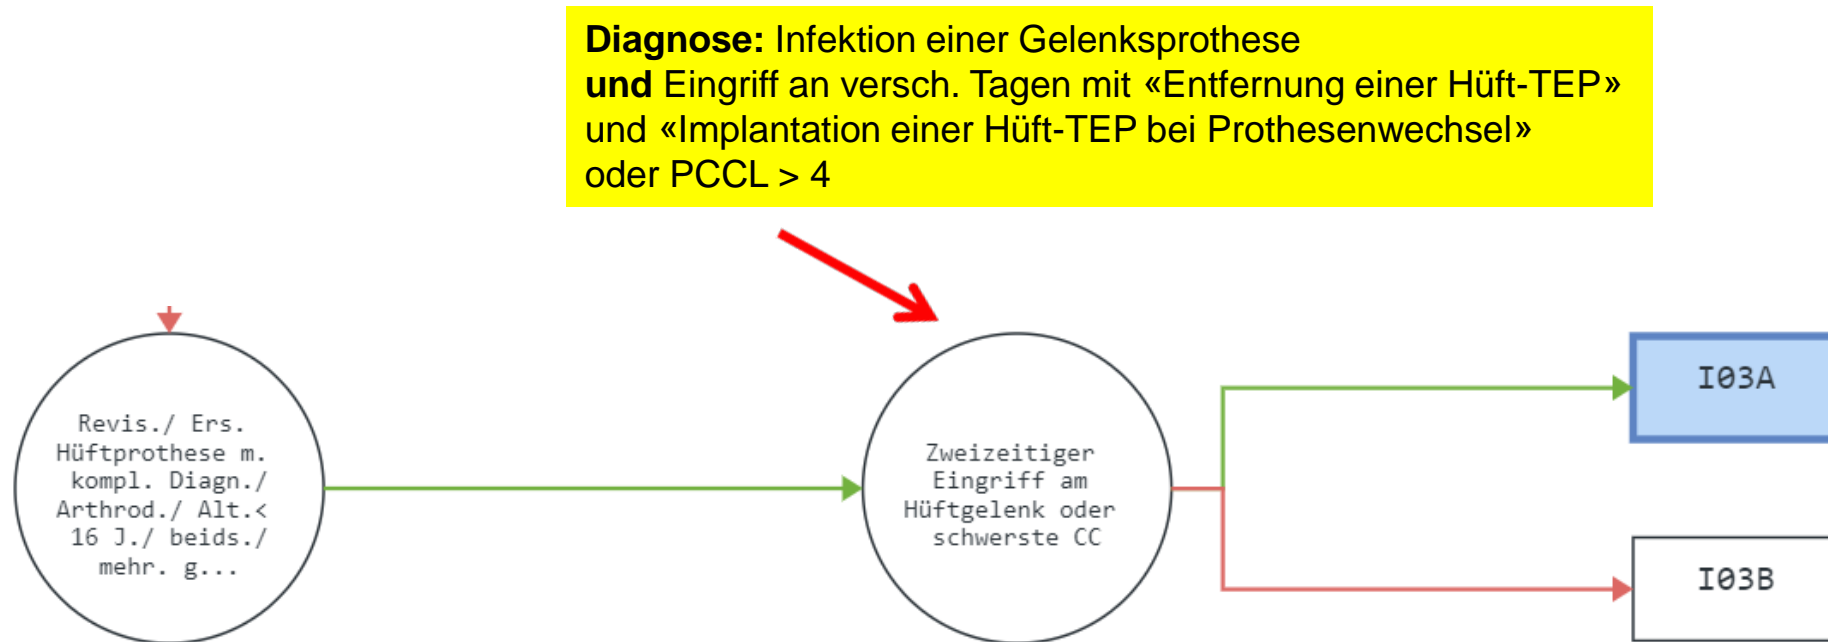 Diagnose: Infektion einer Gelenksprothese
und Eingriff an versch. Tagen mit «Entfernung einer Hüft-TEP»
und «Implantation einer Hüft-TEP bei Prothesenwechsel»
oder PCCL > 4
Revis./ Ers.
Hüftprothese m.
kompl. Diagn./
Arthrod./ Alt.<
16 J./ beids./
mehr. g...
Zweizeitiger
Eingriff am
Hüftgelenk oder
schwerste CC
I03A
I03B